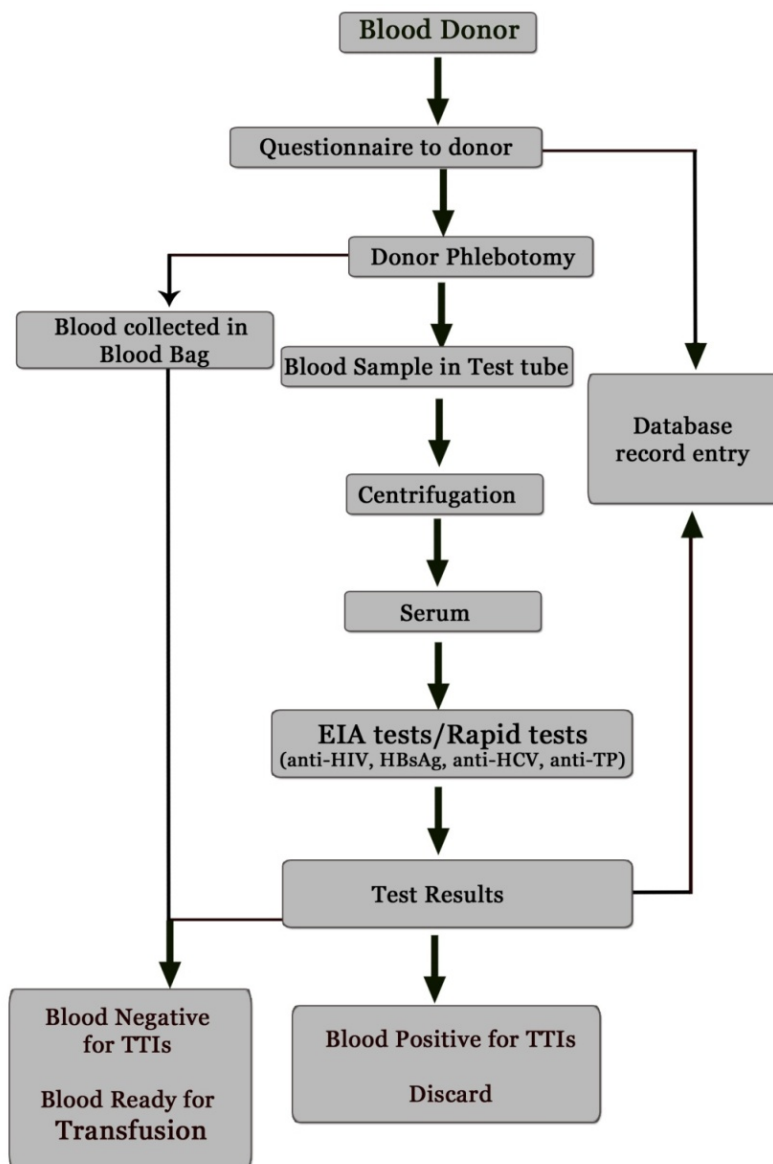 Blood Donor
Questionnaire to donor
Donor Phlebotomy
Blood collected in
Blood Bag
Blood Sample in Test tube
Database
record entry
Centrifugation
Serum
EIA tests/Rapid tests
(anti-HIV, HBsAg, anti-HCV, anti-TP)
Test Results
Blood Negative
for TTIs
Blood Ready for
Transfusion
Blood Positive for TTIs
Discard